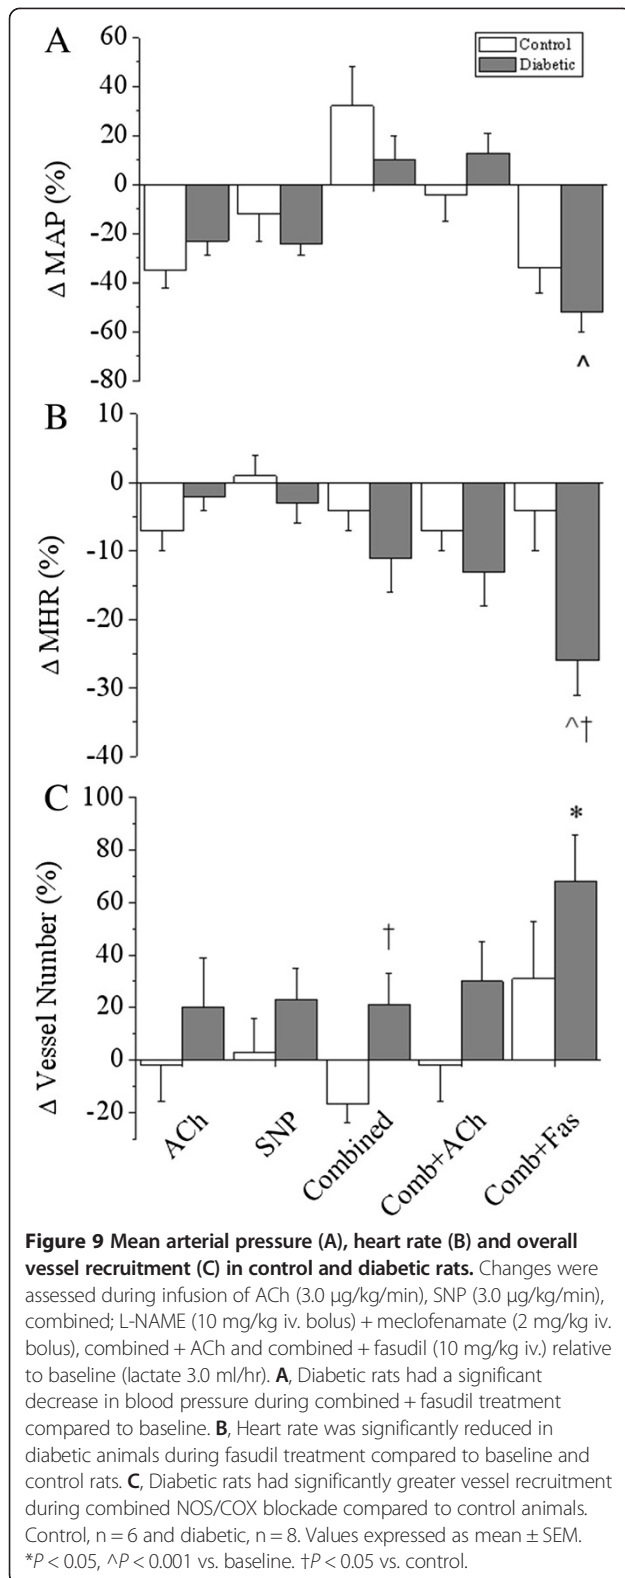 A
Control
Diabetic
60
40
20
0
-20
-40
-60
-80
Δ MAP (%)
^
B
10
0
-10
-20
-30
-40
Δ MHR (%)
^†
C
100
80
60
40
20
0
-20
Δ Vessel Number (%)
†
*
ACh
SNP
Combined
Comb+ACh
Comb+Fas
Figure 9 Mean arterial pressure (A), heart rate (B) and overall
vessel recruitment (C) in control and diabetic rats. Changes were
assessed during infusion of ACh (3.0 μg/kg/min), SNP (3.0 μg/kg/min),
combined; L-NAME (10 mg/kg iv. bolus) + meclofenamate (2 mg/kg iv.
bolus), combined + ACh and combined + fasudil (10 mg/kg iv.) relative
to baseline (lactate 3.0 ml/hr). A, Diabetic rats had a significant
decrease in blood pressure during combined + fasudil treatment
compared to baseline. B, Heart rate was significantly reduced in
diabetic animals during fasudil treatment compared to baseline and
control rats. C, Diabetic rats had significantly greater vessel recruitment
during combined NOS/COX blockade compared to control animals.
Control, n = 6 and diabetic, n = 8. Values expressed as mean ± SEM.
*P < 0.05, ^P < 0.001 vs. baseline. †P < 0.05 vs. control.